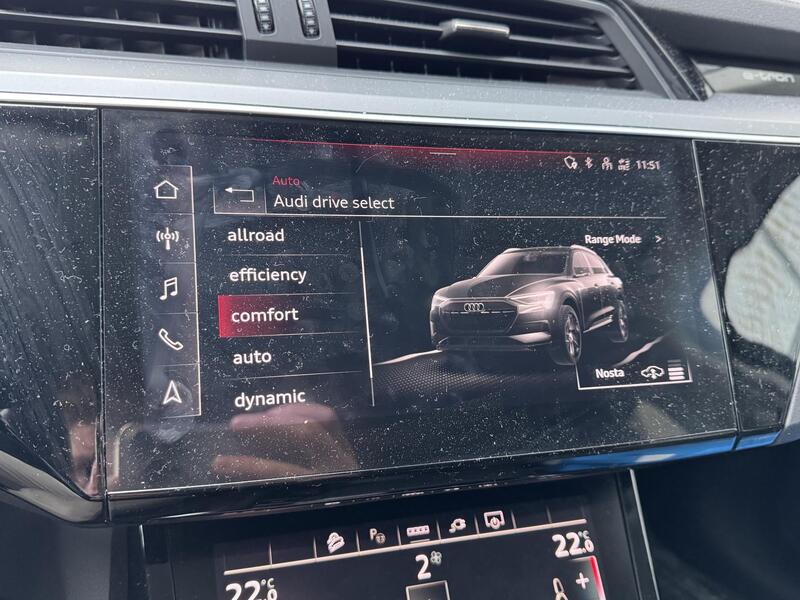 e-tron
11:51
Auto
Audi drive select
allroad
Range Mode >
efficiency
comfort
auto
Nosta
dynamic
22.0 °C
2
22.0 °C
+